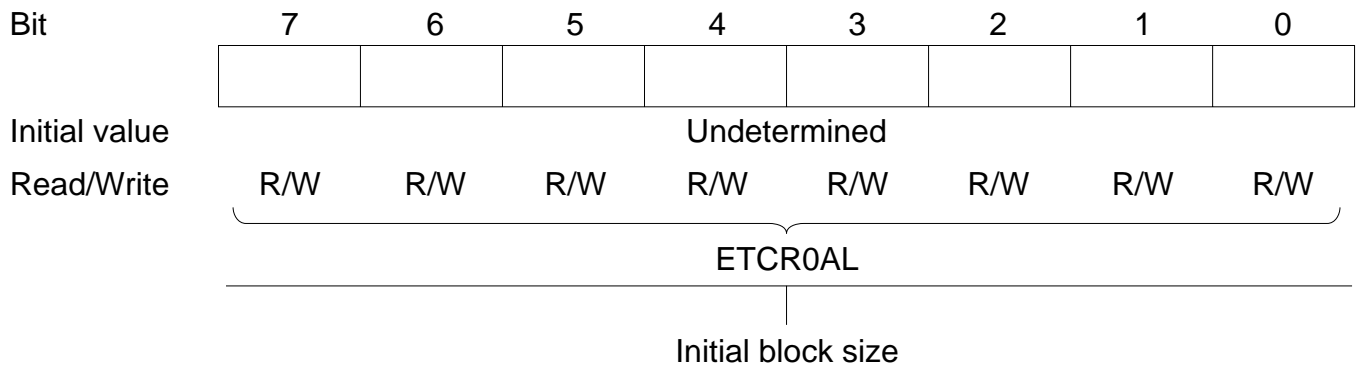 Bit 7 6 5 4 3 2 1 0
Initial value Undetermined
Read/Write R/W R/W R/W R/W R/W R/W R/W R/W
ETCR0AL
Initial block size